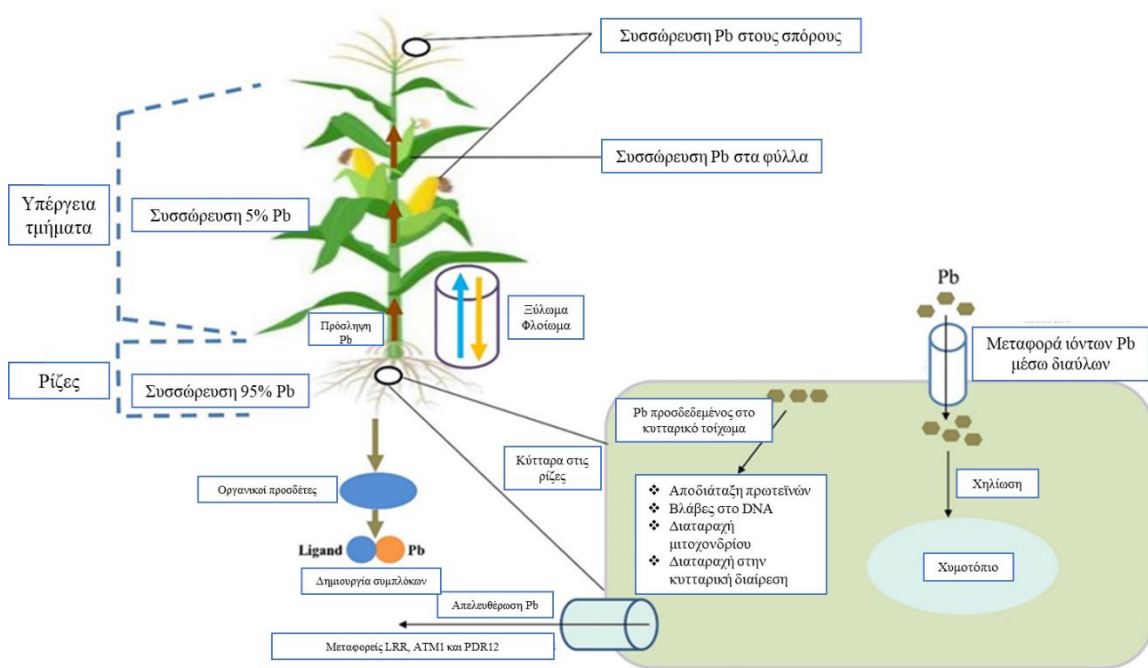 Συσσώρευση Pb στους σπόρους
Συσσώρευση Pb στα φύλλα
Υπέργεια
τμήματα
Συσσώρευση 5% Pb
Πρόσληψη
Pb
Ξύλωμα
Φλοίωμα
Ρίζες
Συσσώρευση 95% Pb
Pb
Μεταφορά ιόντων Pb
μέσω διαύλων
Pb προσδεδεμένος στο
κυτταρικό τοίχωμα
Κύτταρα στις
ρίζες
Οργανικοί προσδέτες
Χηλίωση
❖ Αποδιάταξη πρωτεϊνών
❖ Βλάβες στο DNA
❖ Διαταραχή
μιτοχονδρίου
❖ Διαταραχή στην
κυτταρική διαίρεση
Χυμοτόπιο
Ligand Pb
Δημιουργία συμπλόκων
Απελευθέρωση Pb
Μεταφορείς LRR, ATM1 και PDR12